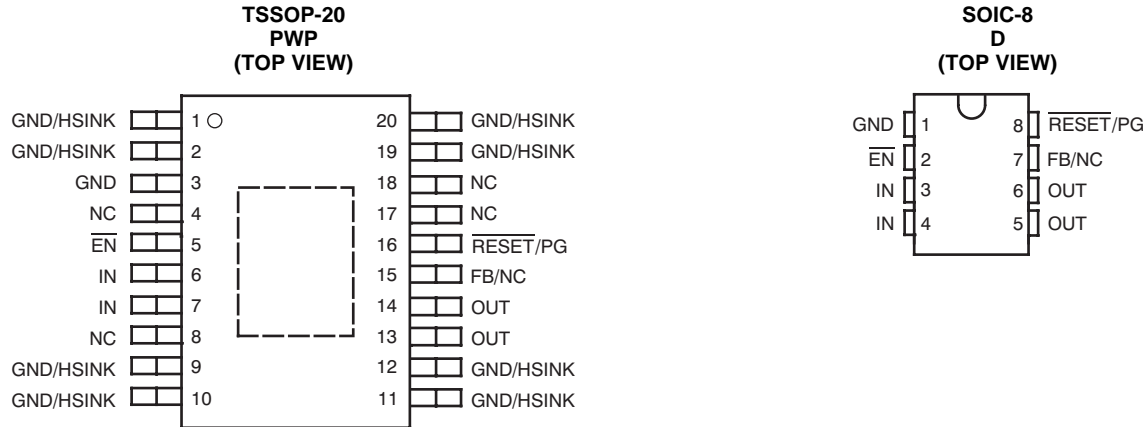 TSSOP-20
PWP
(TOP VIEW)
GND/HSINK 1 20 GND/HSINK
GND/HSINK 2 19 GND/HSINK
GND 3 18 NC
NC 4 17 NC
EN 5 16 RESET/PG
IN 6 15 FB/NC
IN 7 14 OUT
NC 8 13 OUT
GND/HSINK 9 12 GND/HSINK
GND/HSINK 10 11 GND/HSINK
SOIC-8
D
(TOP VIEW)
GND 1 8 RESET/PG
EN 2 7 FB/NC
IN 3 6 OUT
IN 4 5 OUT